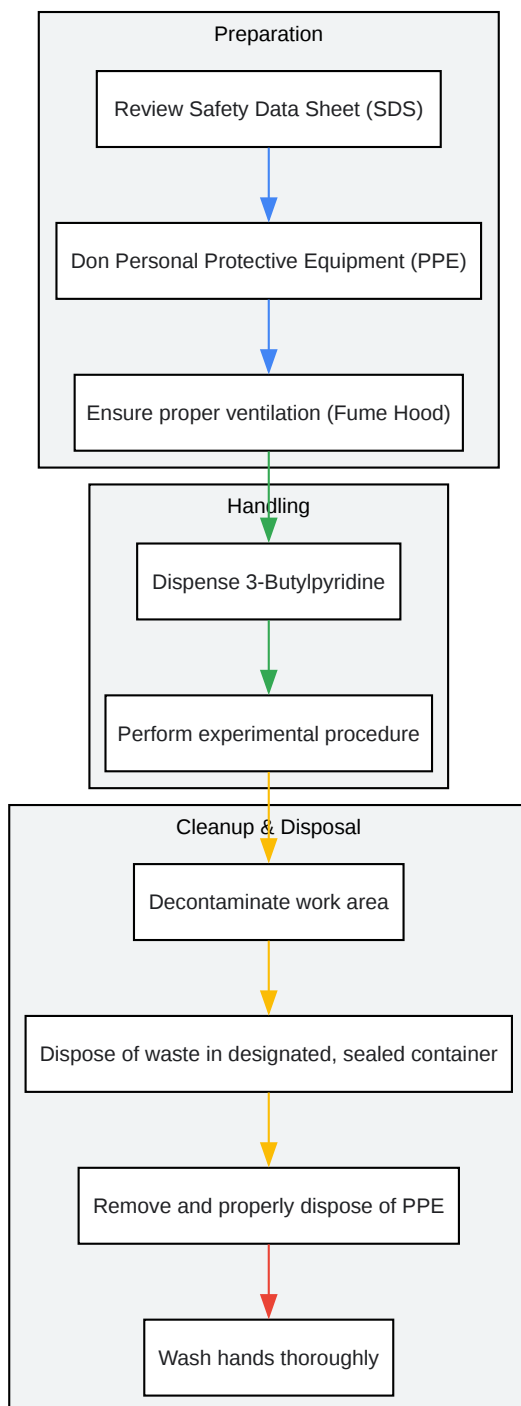 Preparation
Review Safety Data Sheet (SDS)
Don Personal Protective Equipment (PPE)
Ensure proper ventilation (Fume Hood)
Handling
Dispense 3-Butylpyridine
Perform experimental procedure
Cleanup & Disposal
Decontaminate work area
Dispose of waste in designated, sealed container
Remove and properly dispose of PPE
Wash hands thoroughly